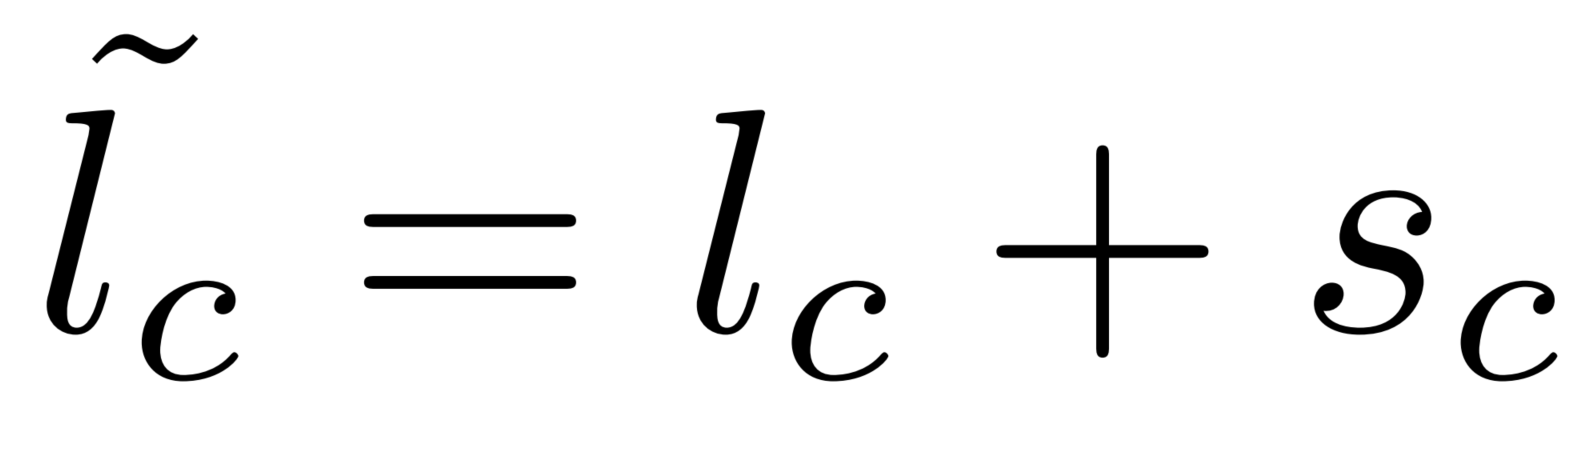 $\tilde{l}_c = l_c + s_c$